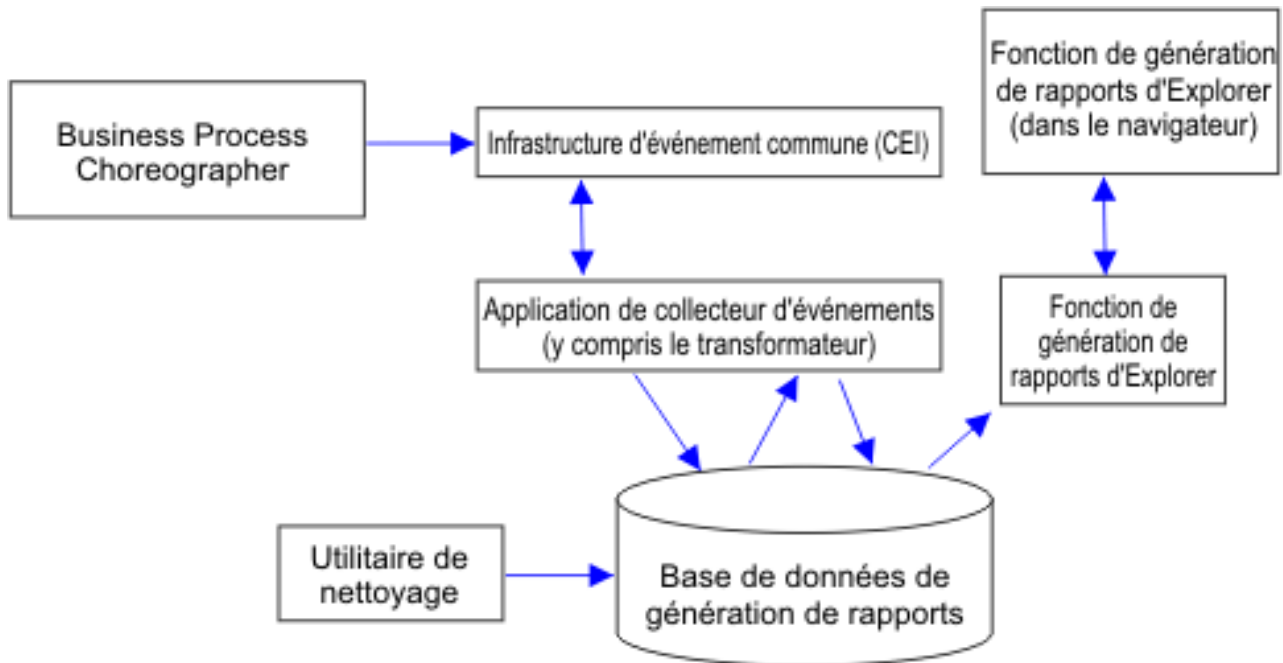 Business Process
Choreographer
Infrastructure d'événement commune (CEI)
Fonction de génération
de rapports d'Explorer
(dans le navigateur)
Application de collecteur d'événements
(y compris le transformateur)
Fonction de
génération de
rapports d'Explorer
Utilitaire de
nettoyage
Base de données de
génération de rapports